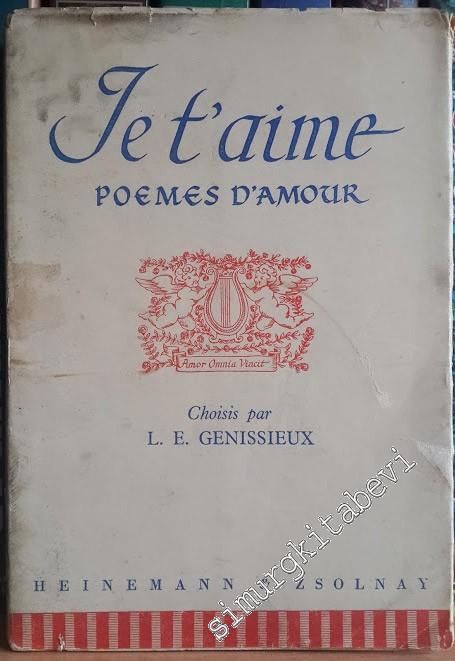 Je t'aime
POEMES D'AMOUR
Amor Omnia Vincit
Choisis par
L. E. GENISSIEUX
HEINEMANN & ZSOLNAY
simurgkitabevi